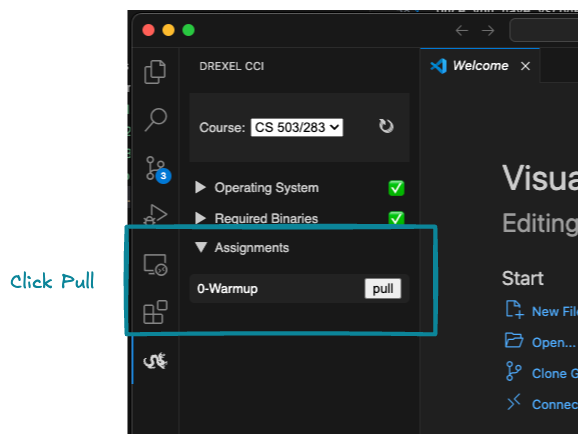 DREXEL CCI
Welcome
Course: CS 503/283
3
Operating System
Required Binaries
Assignments
0-Warmup pull
Click Pull
Visua
Editing
Start
New File
Open...
Clone G
Connec